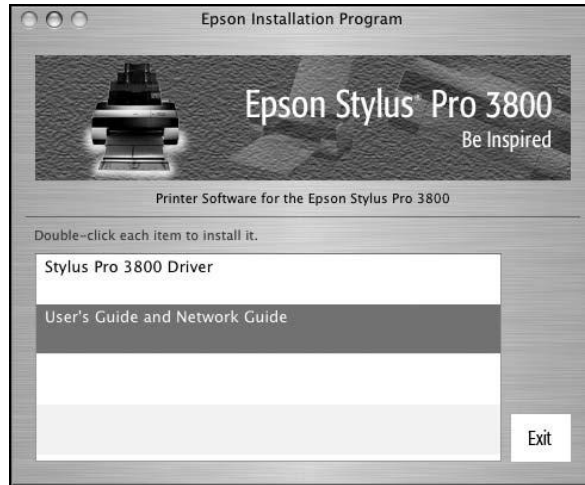 Epson Installation Program
Epson Stylus® Pro 3800
Be Inspired
Printer Software for the Epson Stylus Pro 3800
Double-click each item to install it.
Stylus Pro 3800 Driver
User's Guide and Network Guide
Exit